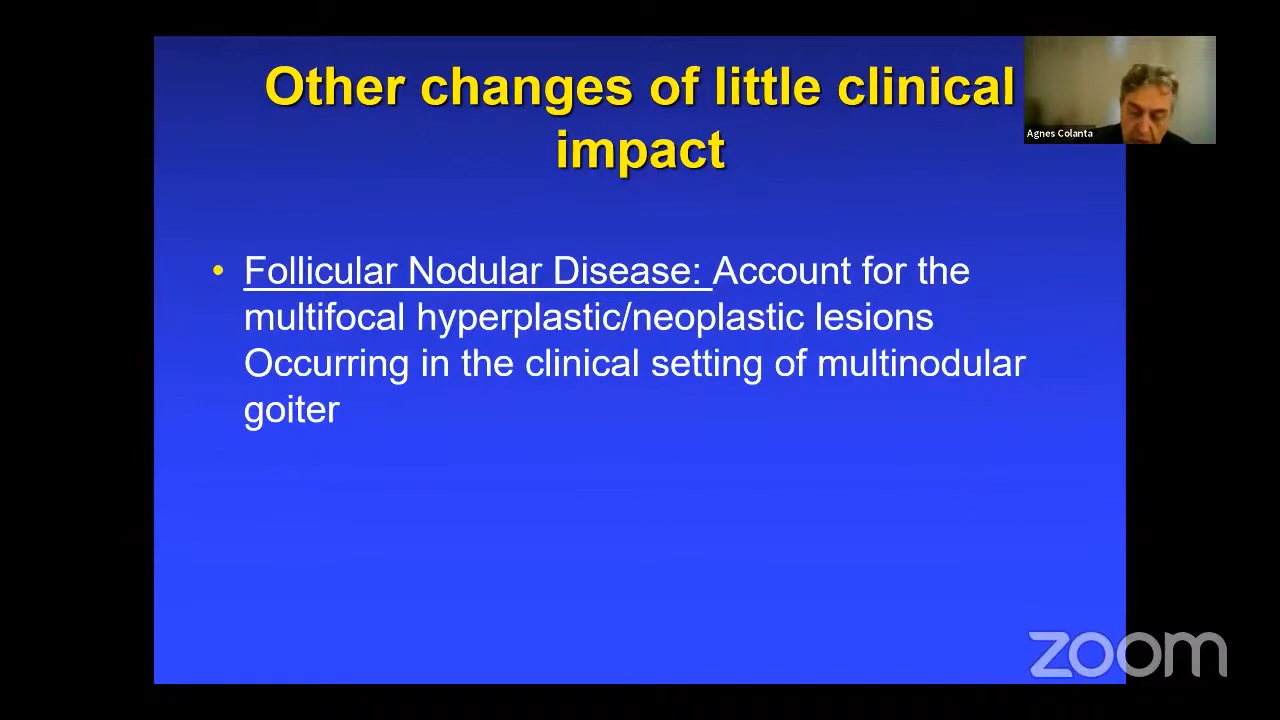 Other changes of little clinical
impact
Agnes Colanta
• Follicular Nodular Disease: Account for the
multifocal hyperplastic/neoplastic lesions
Occurring in the clinical setting of multinodular
goiter
zoom